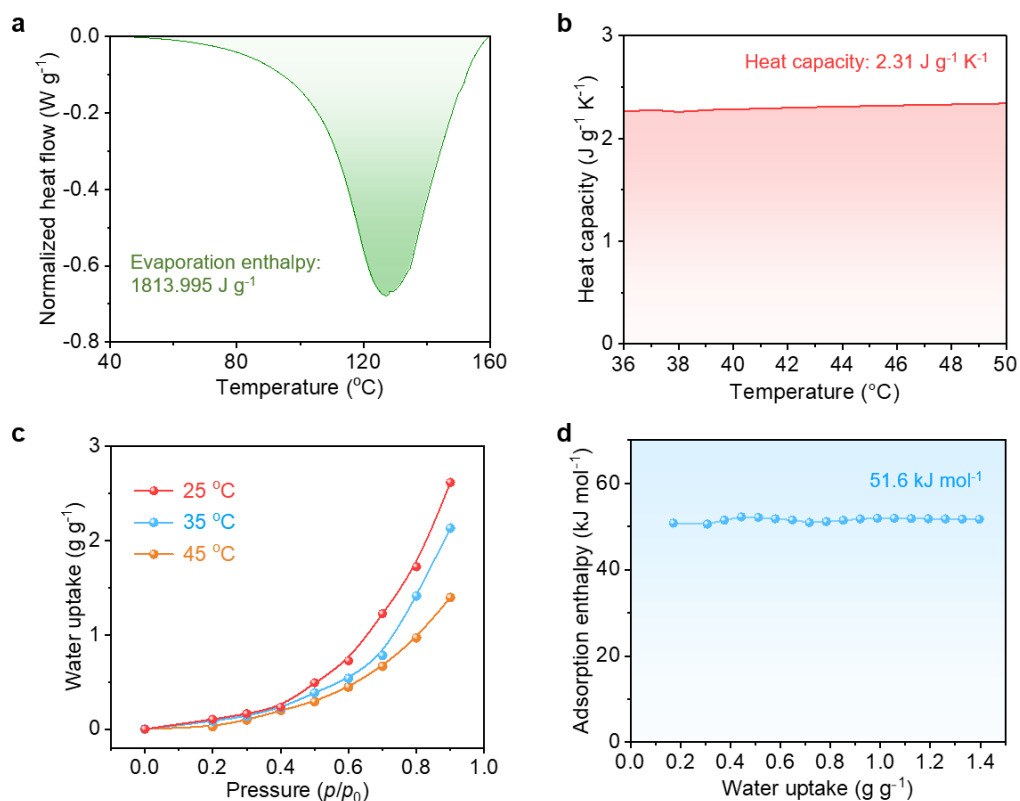 a
Normalized heat flow (W g⁻¹)
0.0
-0.2
-0.4
-0.6
-0.8
Evaporation enthalpy:
1813.995 J g⁻¹
40
80
120
160
Temperature (°C)
b
Heat capacity (J g⁻¹ K⁻¹)
3
2
1
0
Heat capacity: 2.31 J g⁻¹ K⁻¹
36
38
40
42
44
46
48
50
Temperature (°C)
c
Water uptake (g g⁻¹)
3
2
1
0
25 °C
35 °C
45 °C
0.0
0.2
0.4
0.6
0.8
1.0
Pressure (p/p₀)
d
Adsorption enthalpy (kJ mol⁻¹)
60
40
20
0
51.6 kJ mol⁻¹
0.0
0.2
0.4
0.6
0.8
1.0
1.2
1.4
Water uptake (g g⁻¹)